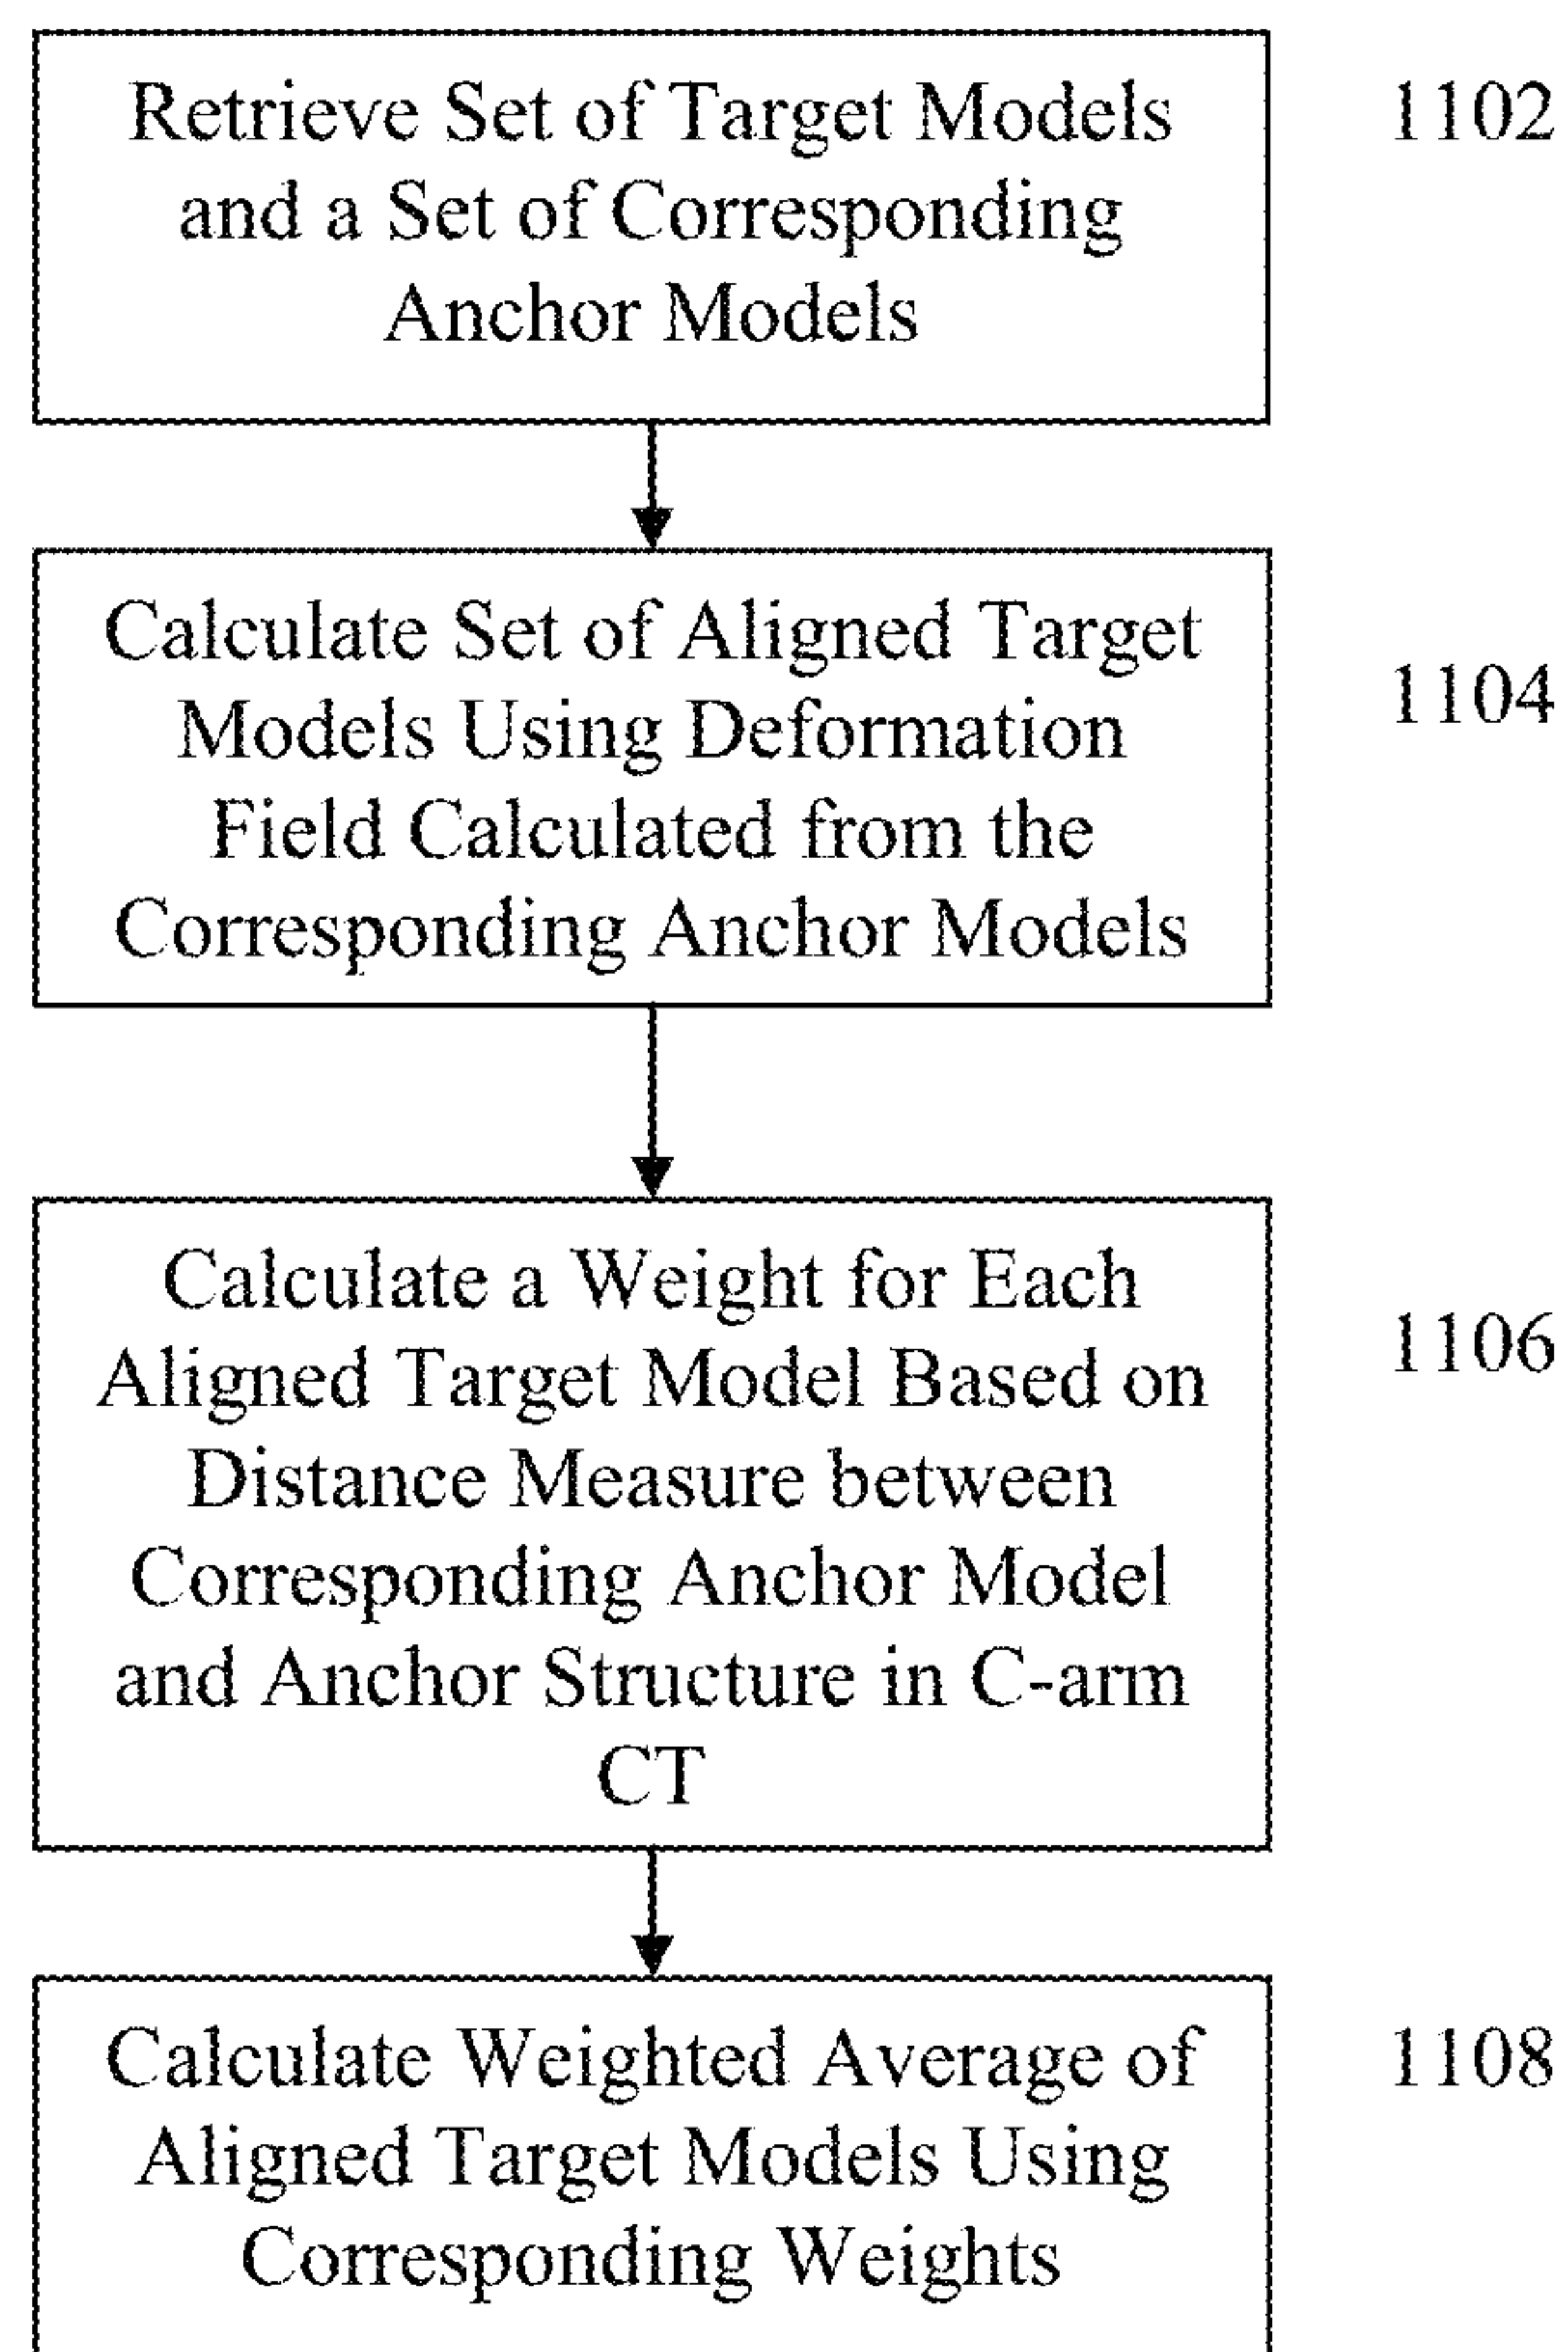 Retrieve Set of Target Models
and a Set of Corresponding
Anchor Models
1102
Calculate Set of Aligned Target
Models Using Deformation
Field Calculated from the
Corresponding Anchor Models
1104
Calculate a Weight for Each
Aligned Target Model Based on
Distance Measure between
Corresponding Anchor Model
and Anchor Structure in C-arm
CT
1106
Calculate Weighted Average of
Aligned Target Models Using
Corresponding Weights
1108